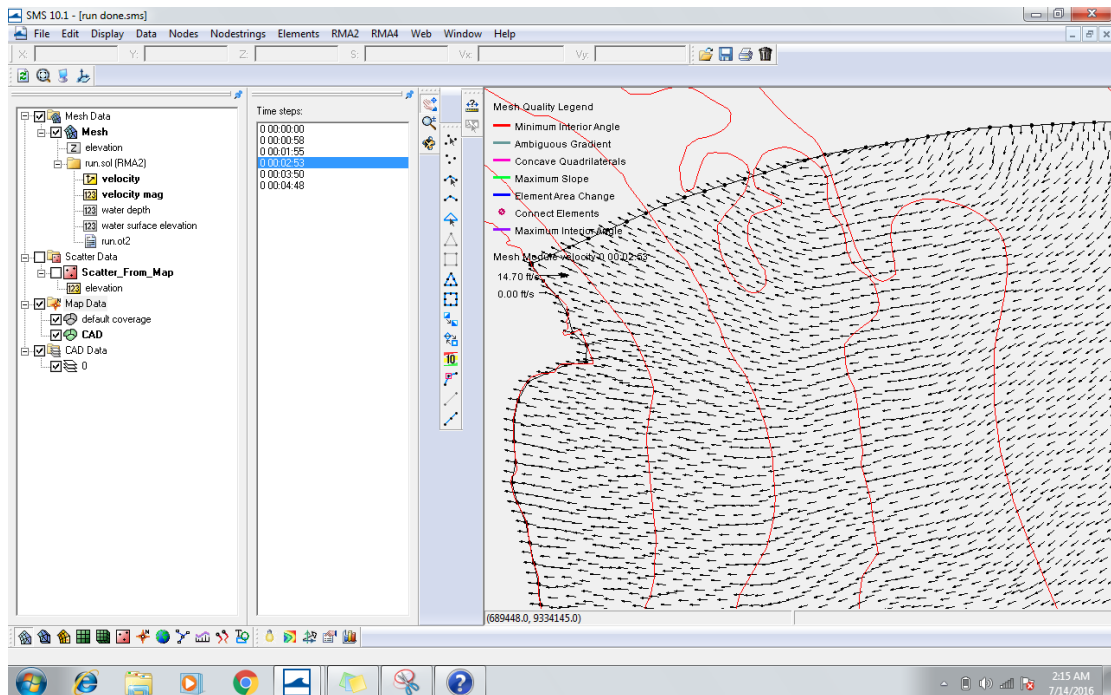 SMS 10.1 - [run done.sms]
File Edit Display Data Nodes Nodestrings Elements RMA2 RMA4 Web Window Help
X: Y: Z: S: Vx: Vy:
Mesh Data
Mesh
Z elevation
run.sol (RMA2)
velocity
123 velocity mag
123 water depth
123 water surface elevation
run.ot2
Scatter Data
Scatter_From_Map
123 elevation
Map Data
default coverage
CAD
CAD Data
0
Time steps:
0 00:00:00
0 00:00:58
0 00:01:55
0 00:02:53
0 00:03:50
0 00:04:48
10
Mesh Quality Legend
Minimum Interior Angle
Ambiguous Gradient
Concave Quadrilaterals
Maximum Slope
Element Area Change
Connect Elements
Maximum Interior Angle
Mesh Module velocity 0 00:02:53
14.70 ft/s
0.00 ft/s
(689448.0, 9334145.0)
2:15 AM
7/14/2016